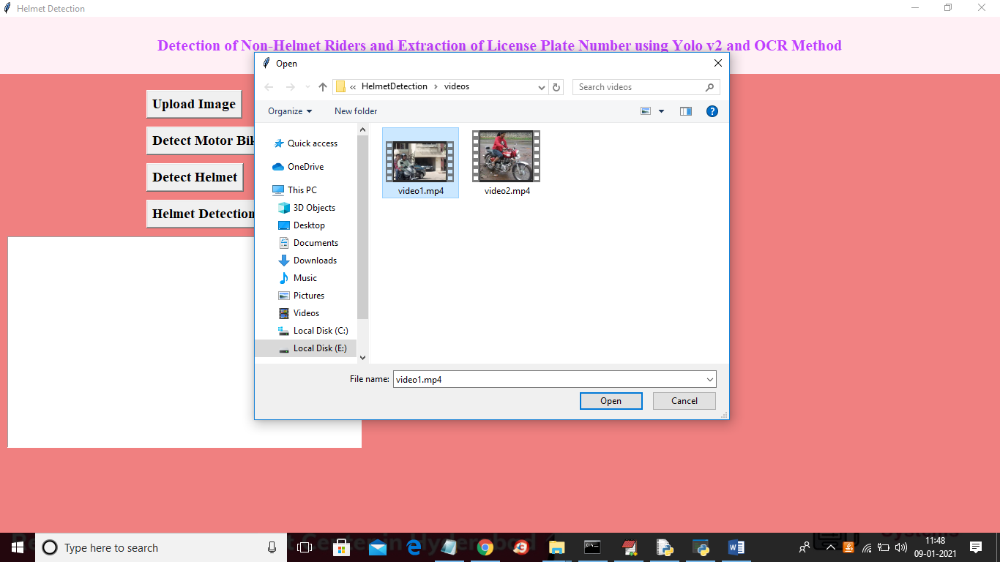 Helmet Detection
Detection of Non-Helmet Riders and Extraction of License Plate Number using Yolo v2 and OCR Method
Open
« HelmetDetection › videos
Search videos
Organize
New folder
Upload Image
Detect Motor Bik
Detect Helmet
Helmet Detection
Quick access
OneDrive
This PC
3D Objects
Desktop
Documents
Downloads
Music
Pictures
Videos
Local Disk (C:)
Local Disk (E:)
video1.mp4
video2.mp4
File name:
video1.mp4
Open
Cancel
Systems
Type here to search
11:48
09-01-2021